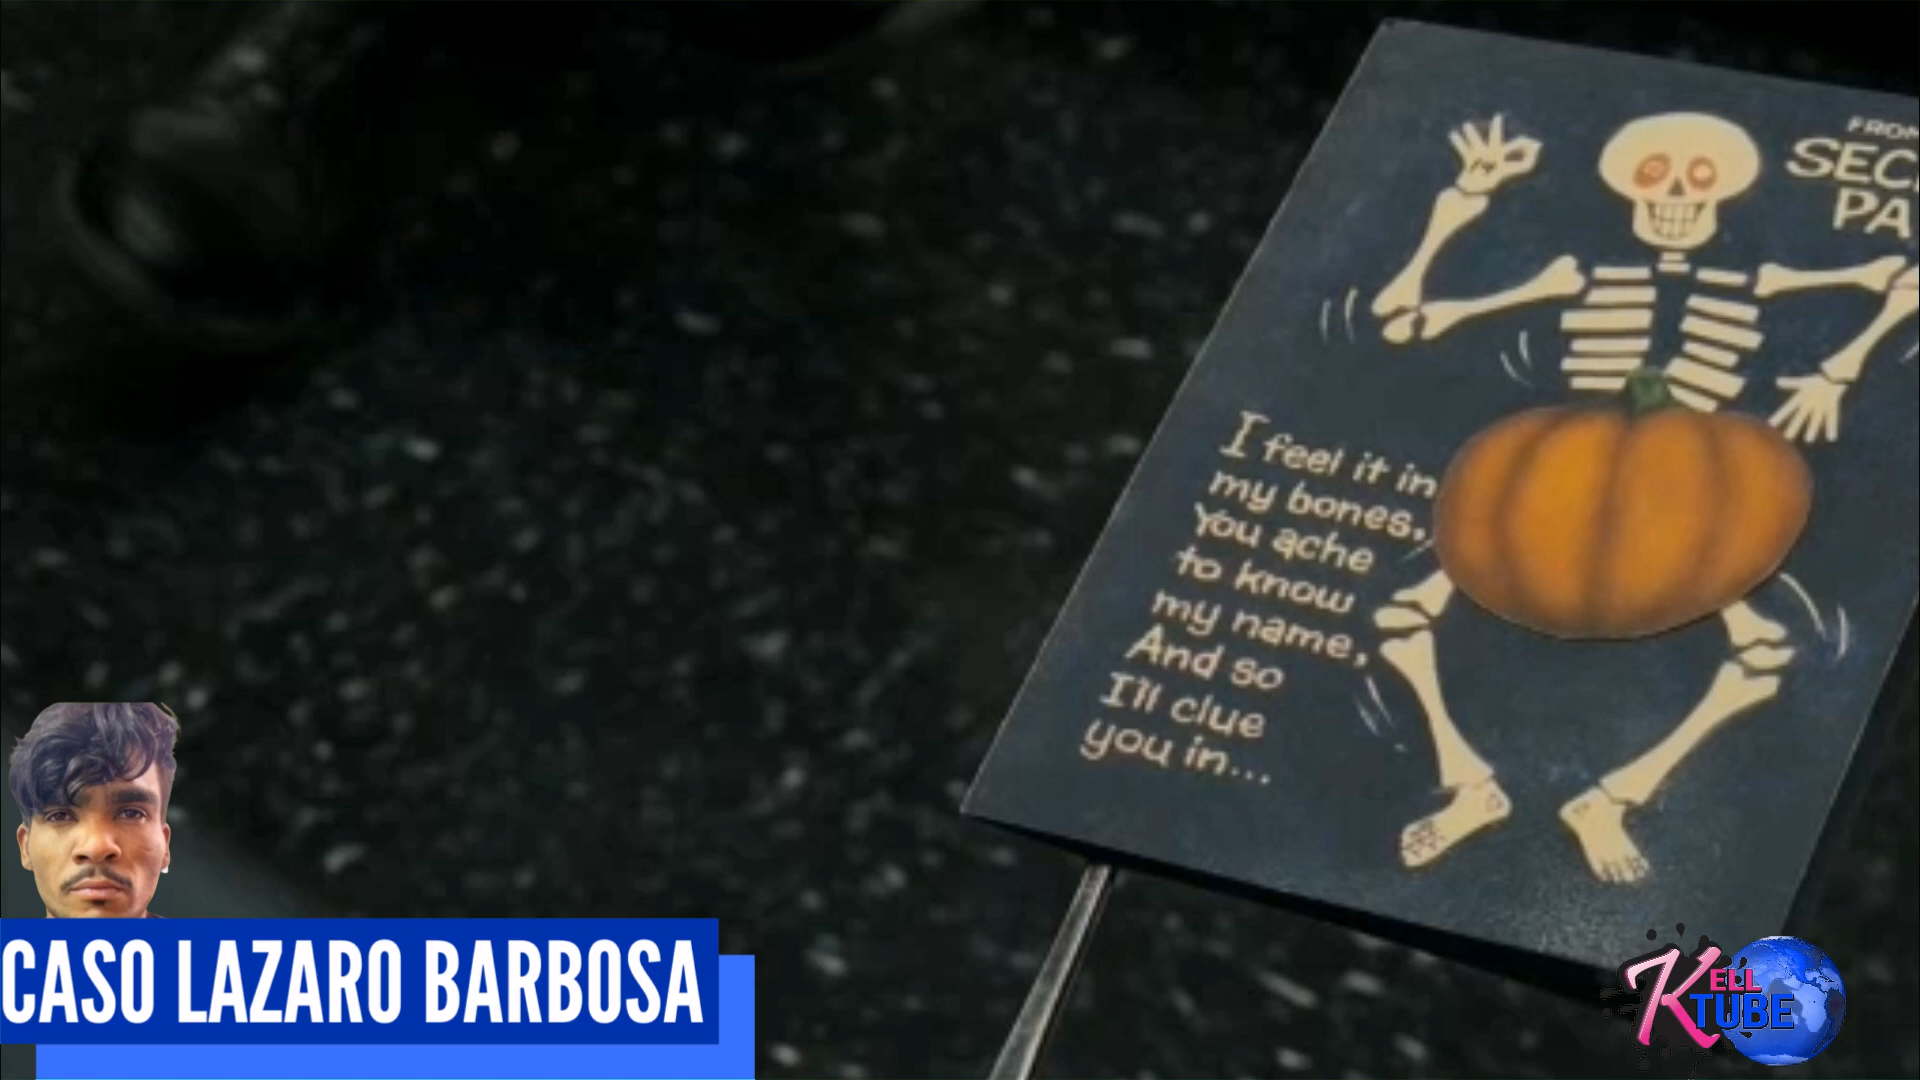 FROM
SEC
PA
I feel it in
my bones,
You ache
to know
my name,
And so
I'll clue
you in...
CASO LAZARO BARBOSA
KELL
TUBE